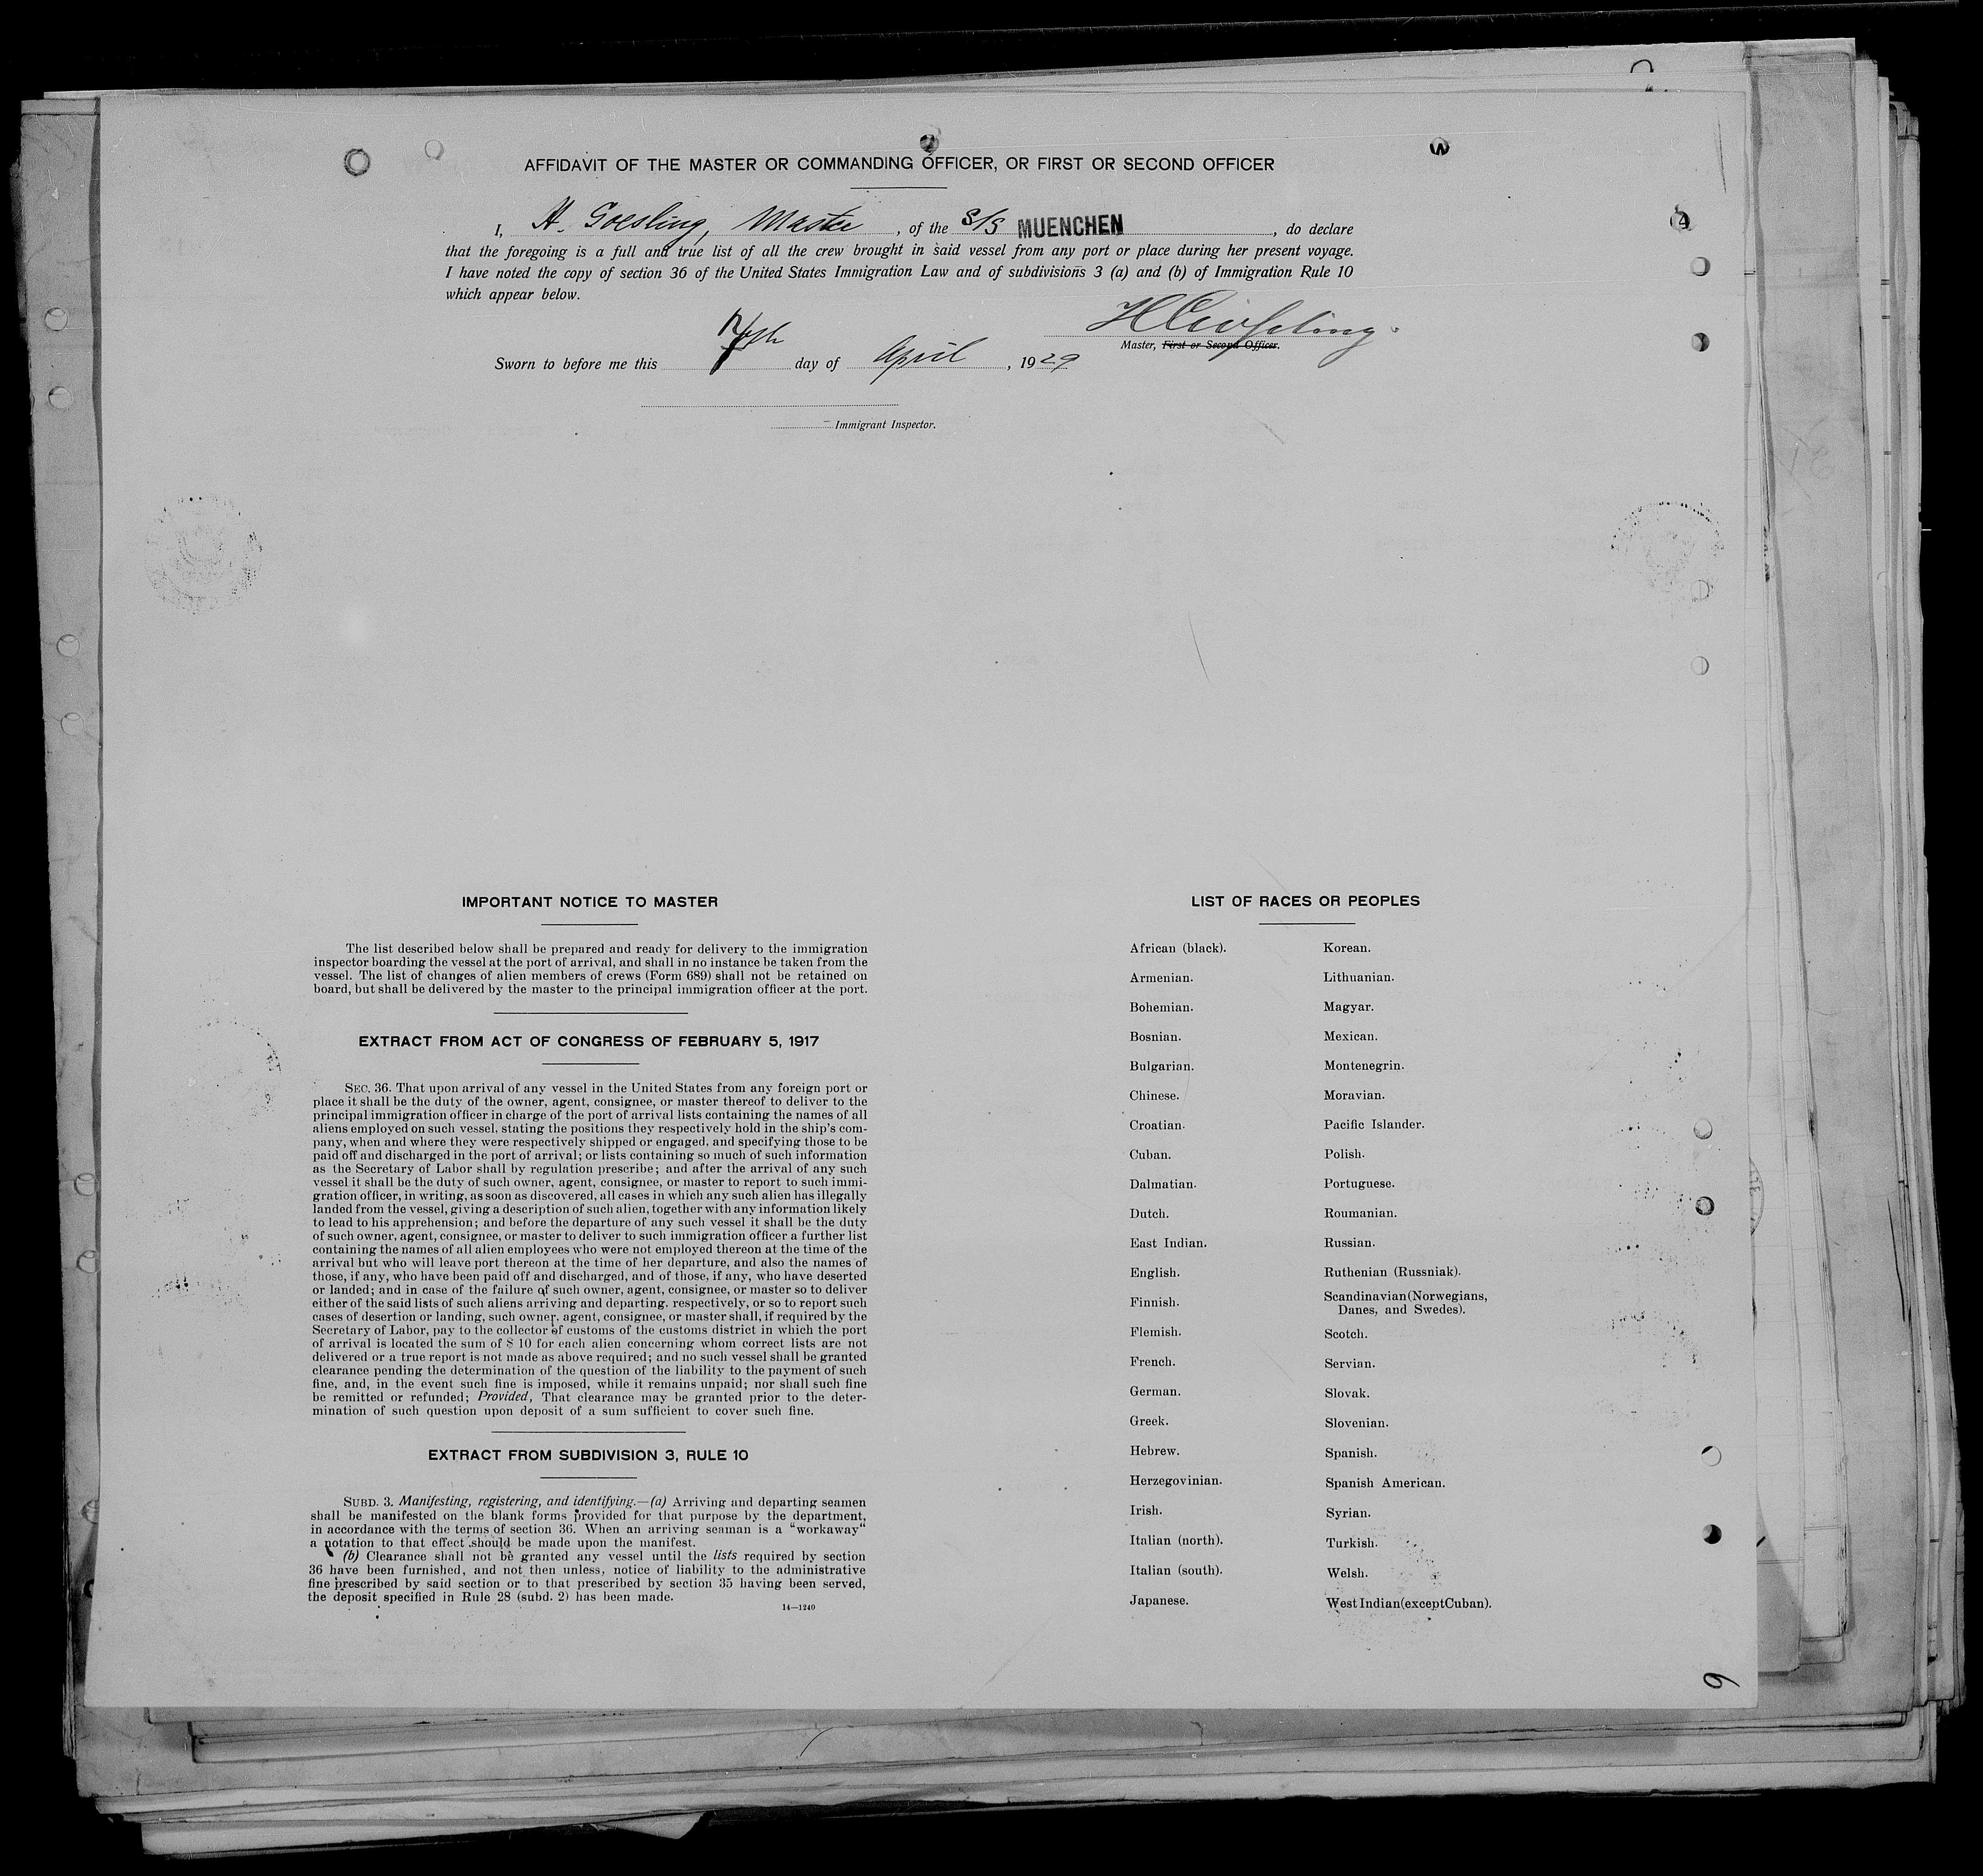 AFFIDAVIT OF THE MASTER OR COMMANDING OFFICER, OR FIRST OR SECOND OFFICER
I, H. Goesling, Master, of the S/S MUENCHEN, do declare
that the foregoing is a full and true list of all the crew brought in said vessel from any port or place during her present voyage.
I have noted the copy of section 36 of the United States Immigration Law and of subdivisions 3 (a) and (b) of Immigration Rule 10
which appear below.
Master, First or Second Officer.
Sworn to before me this 7th day of April, 1929
Immigrant Inspector.
IMPORTANT NOTICE TO MASTER
The list described below shall be prepared and ready for delivery to the immigration
inspector boarding the vessel at the port of arrival, and shall in no instance be taken from the
vessel. The list of changes of alien members of crews (Form 689) shall not be retained on
board, but shall be delivered by the master to the principal immigration officer at the port.
EXTRACT FROM ACT OF CONGRESS OF FEBRUARY 5, 1917
SEC. 36. That upon arrival of any vessel in the United States from any foreign port or
place it shall be the duty of the owner, agent, consignee, or master thereof to deliver to the
principal immigration officer in charge of the port of arrival lists containing the names of all
aliens employed on such vessel, stating the positions they respectively hold in the ship's com-
pany, when and where they were respectively shipped or engaged, and specifying those to be
paid off and discharged in the port of arrival; or lists containing so much of such information
as the Secretary of Labor shall by regulation prescribe; and after the arrival of any such
vessel it shall be the duty of such owner, agent, consignee, or master to report to such immi-
gration officer, in writing, as soon as discovered, all cases in which any such alien has illegally
landed from the vessel, giving a description of such alien, together with any information likely
to lead to his apprehension; and before the departure of any such vessel it shall be the duty
of such owner, agent, consignee, or master to deliver to such immigration officer a further list
containing the names of all alien employees who were not employed thereon at the time of the
arrival but who will leave port thereon at the time of her departure, and also the names of
those, if any, who have been paid off and discharged, and of those, if any, who have deserted
or landed; and in case of the failure of such owner, agent, consignee, or master so to deliver
either of the said lists of such aliens arriving and departing, respectively, or so to report such
cases of desertion or landing, such owner, agent, consignee, or master shall, if required by the
Secretary of Labor, pay to the collector of customs of the customs district in which the port
of arrival is located the sum of $ 10 for each alien concerning whom correct lists are not
delivered or a true report is not made as above required; and no such vessel shall be granted
clearance pending the determination of the question of the liability to the payment of such
fine, and, in the event such fine is imposed, while it remains unpaid; nor shall such fine
be remitted or refunded; Provided, That clearance may be granted prior to the deter-
mination of such question upon deposit of a sum sufficient to cover such fine.
EXTRACT FROM SUBDIVISION 3, RULE 10
SUBD. 3. Manifesting, registering, and identifying.—(a) Arriving and departing seamen
shall be manifested on the blank forms provided for that purpose by the department,
in accordance with the terms of section 36. When an arriving seaman is a "workaway"
a notation to that effect should be made upon the manifest.
(b) Clearance shall not be granted any vessel until the lists required by section
36 have been furnished, and not then unless, notice of liability to the administrative
fine prescribed by said section or to that prescribed by section 35 having been served,
the deposit specified in Rule 28 (subd. 2) has been made.
14—1240
LIST OF RACES OR PEOPLES
African (black).
Armenian.
Bohemian.
Bosnian.
Bulgarian.
Chinese.
Croatian.
Cuban.
Dalmatian.
Dutch.
East Indian.
English.
Finnish.
Flemish.
French.
German.
Greek.
Hebrew.
Herzegovinian.
Irish.
Italian (north).
Italian (south).
Japanese.
Korean.
Lithuanian.
Magyar.
Mexican.
Montenegrin.
Moravian.
Pacific Islander.
Polish.
Portuguese.
Roumanian.
Russian.
Ruthenian (Russniak).
Scandinavian (Norwegians,
Danes, and Swedes).
Scotch.
Servian.
Slovak.
Slovenian.
Spanish.
Spanish American.
Syrian.
Turkish.
Welsh.
West Indian (except Cuban).